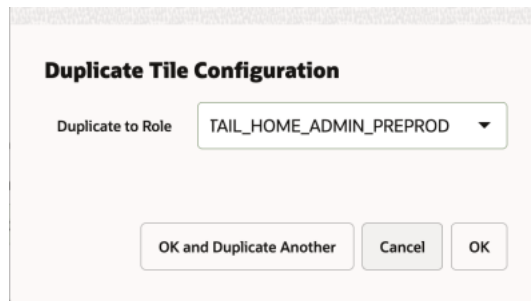 Duplicate Tile Configuration
Duplicate to Role TAIL_HOME_ADMIN_PREPROD
OK and Duplicate Another Cancel OK